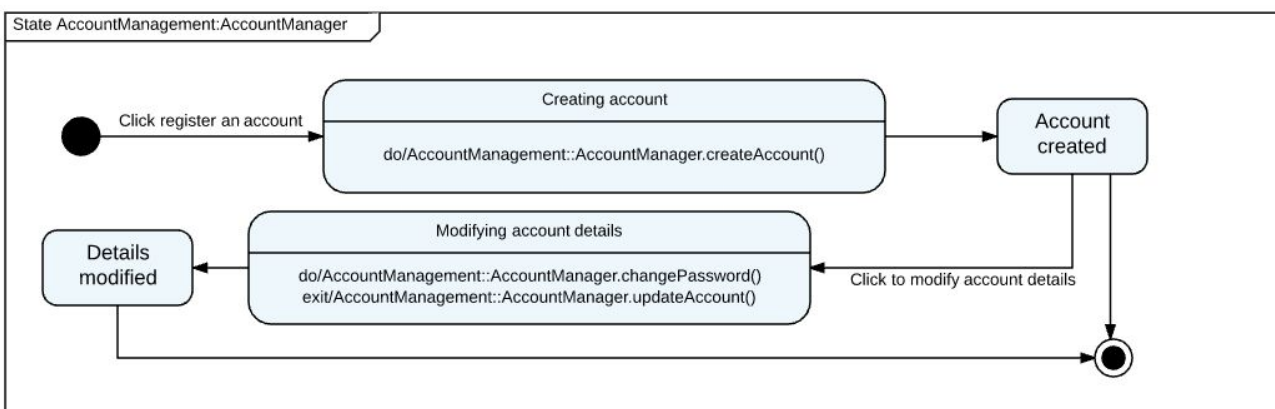 State AccountManagement:AccountManager
Click register an account
Creating account
do/AccountManagement::AccountManager.createAccount()
Account
created
Details
modified
Modifying account details
do/AccountManagement::AccountManager.changePassword()
exit/AccountManagement::AccountManager.updateAccount()
Click to modify account details